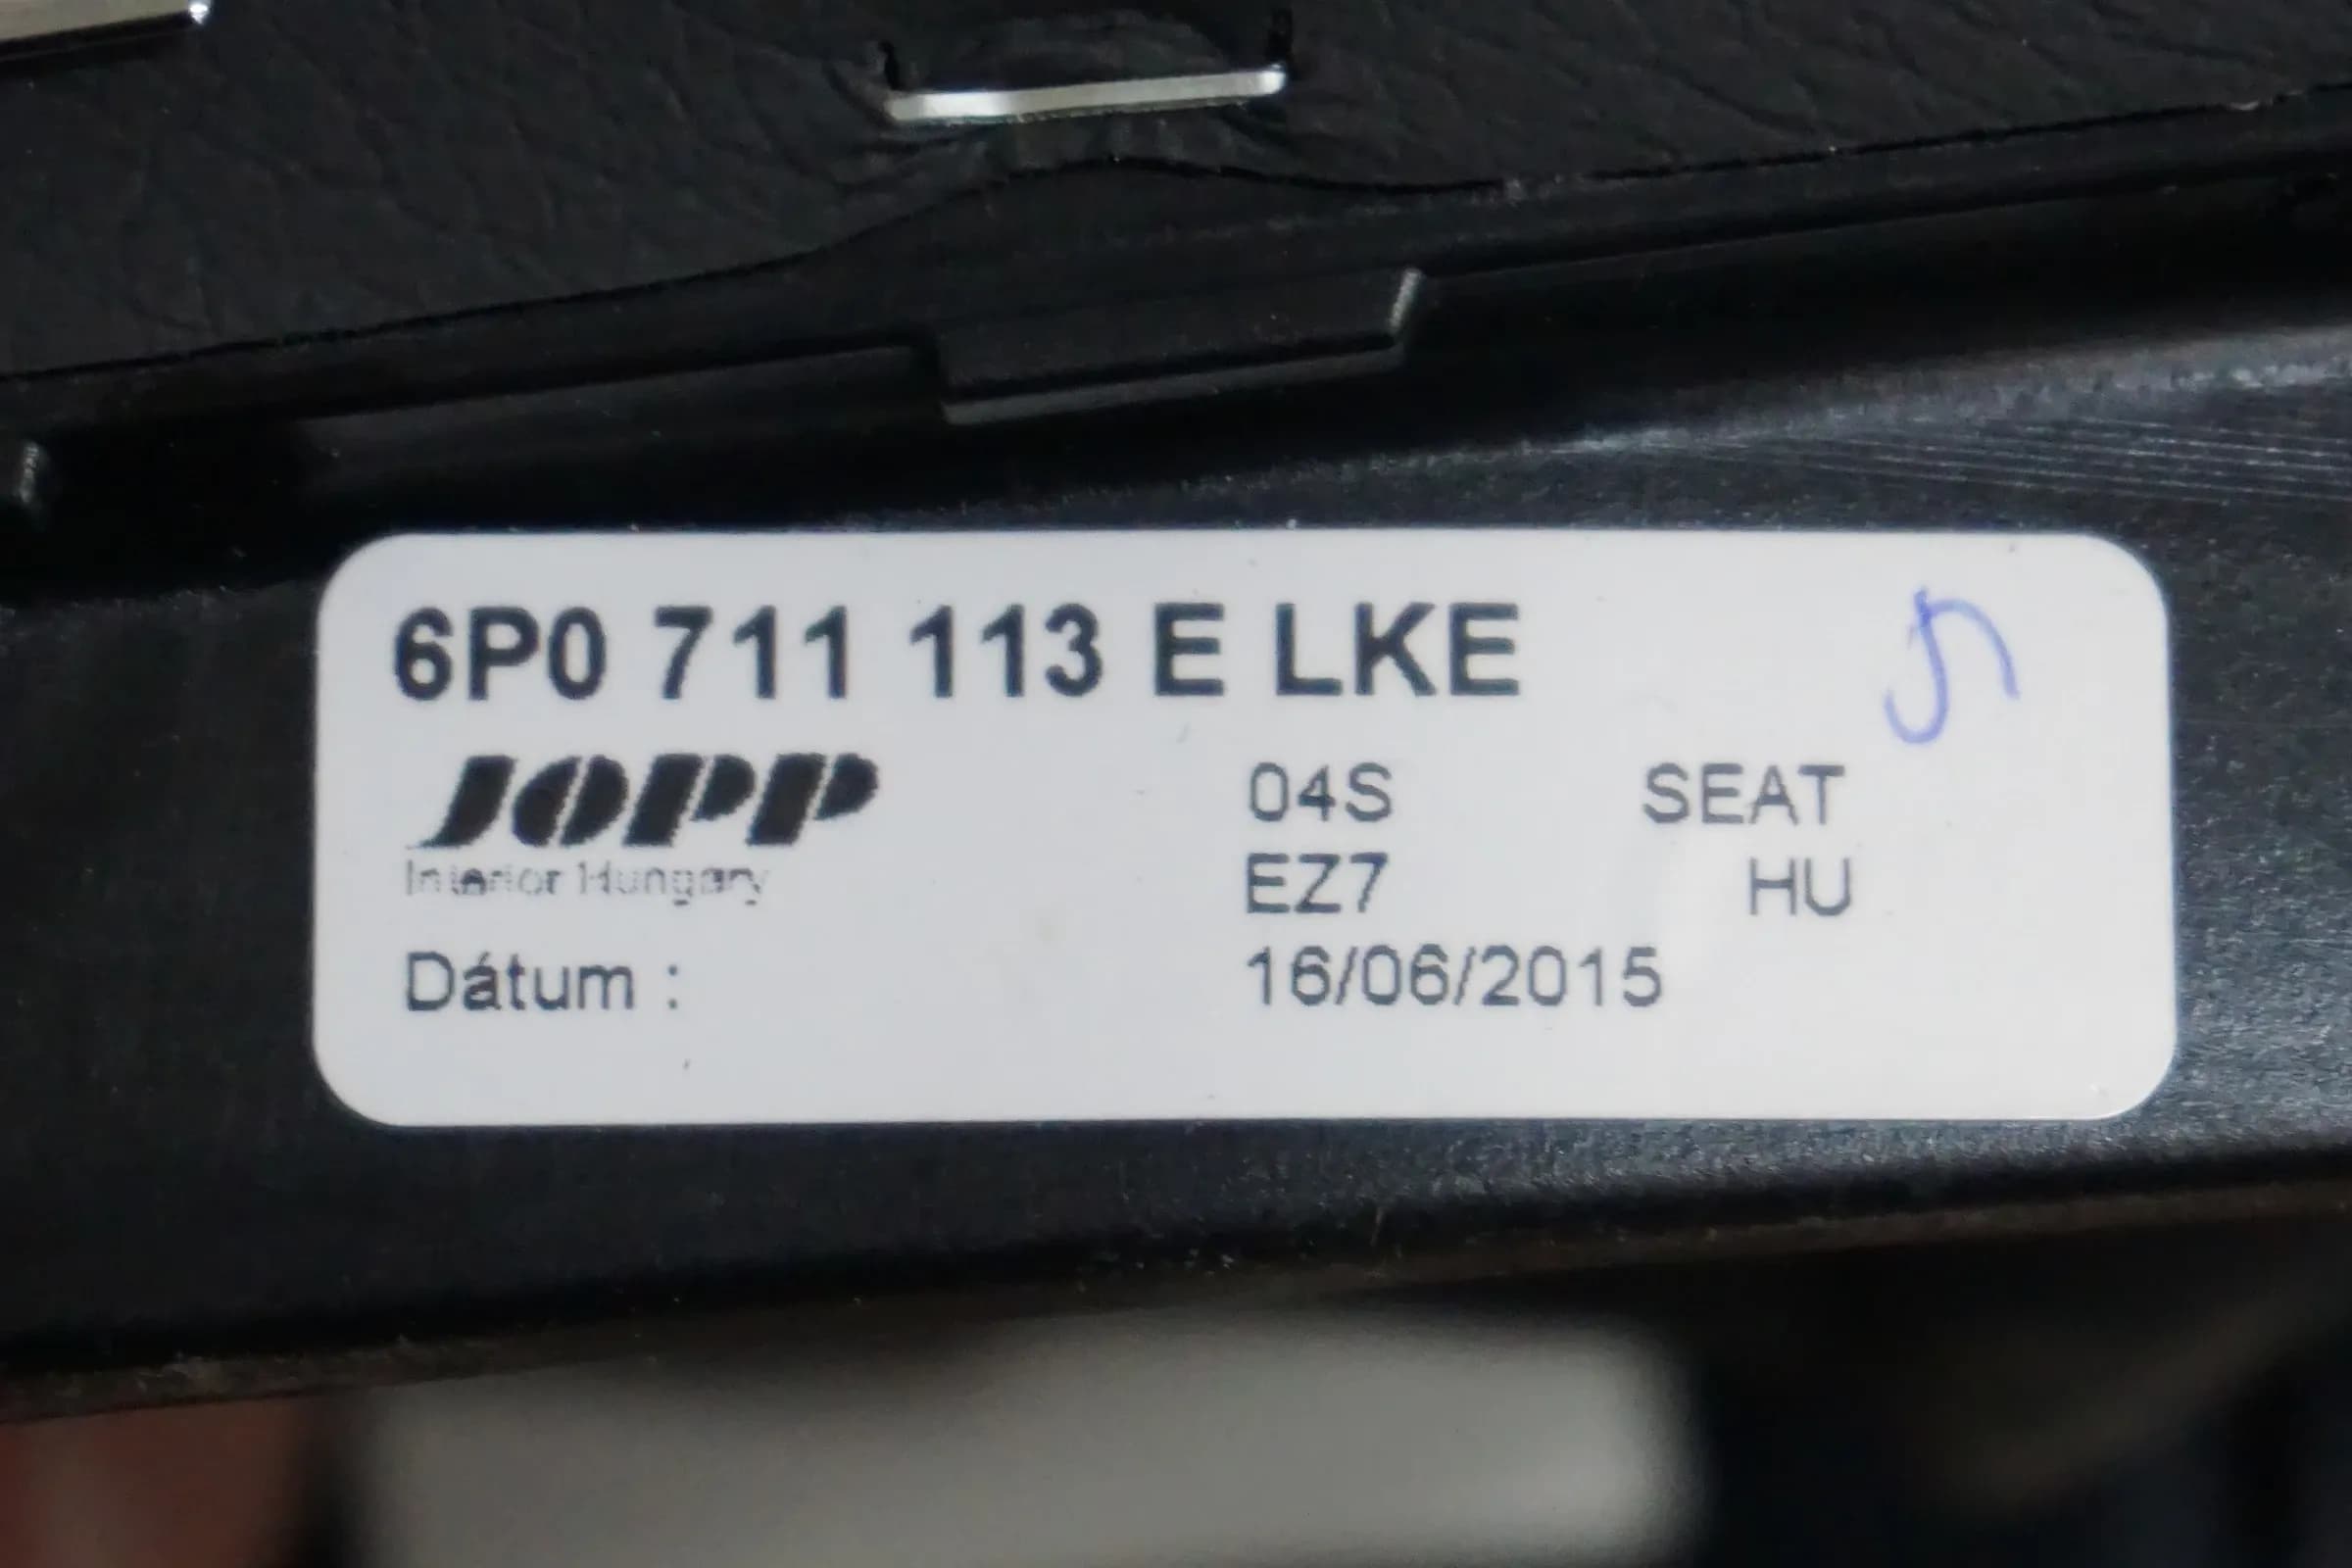 6P0 711 113 E LKE
JOPP 04S SEAT
Interior Hungary EZ7 HU
Dátum : 16/06/2015